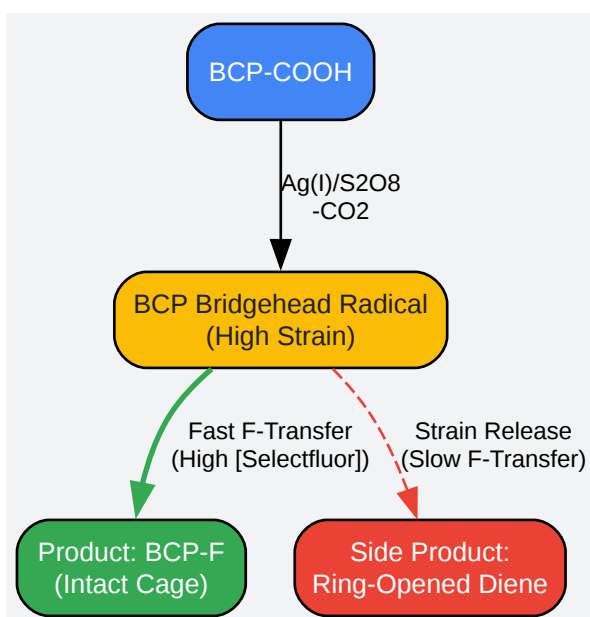 BCP-COOH
Ag(I)/S2O8
-CO2
BCP Bridgehead Radical
(High Strain)
Fast F-Transfer
(High [Selectfluor])
Strain Release
(Slow F-Transfer)
Product: BCP-F
(Intact Cage)
Side Product:
Ring-Opened Diene